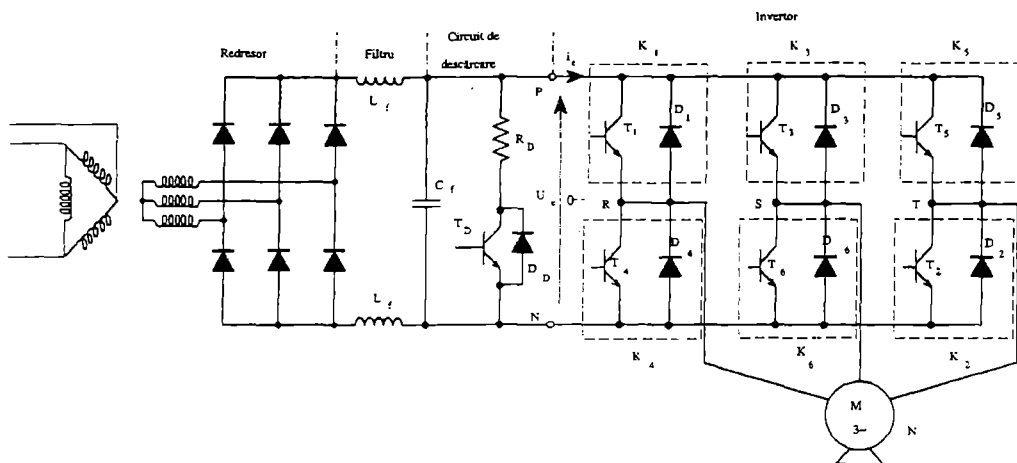 Invertor
Redresor
Filtru
Circuit de
descărcare
K 1
K 3
K 5
L f
P
i e
R D
D 1
D 3
D 5
T 1
T 3
T 5
C f
U e
0
R
S
T
T D
D D
T 4
D 4
T 6
D 6
T 2
D 2
L f
N
K 4
K 6
K 2
M
3~
N